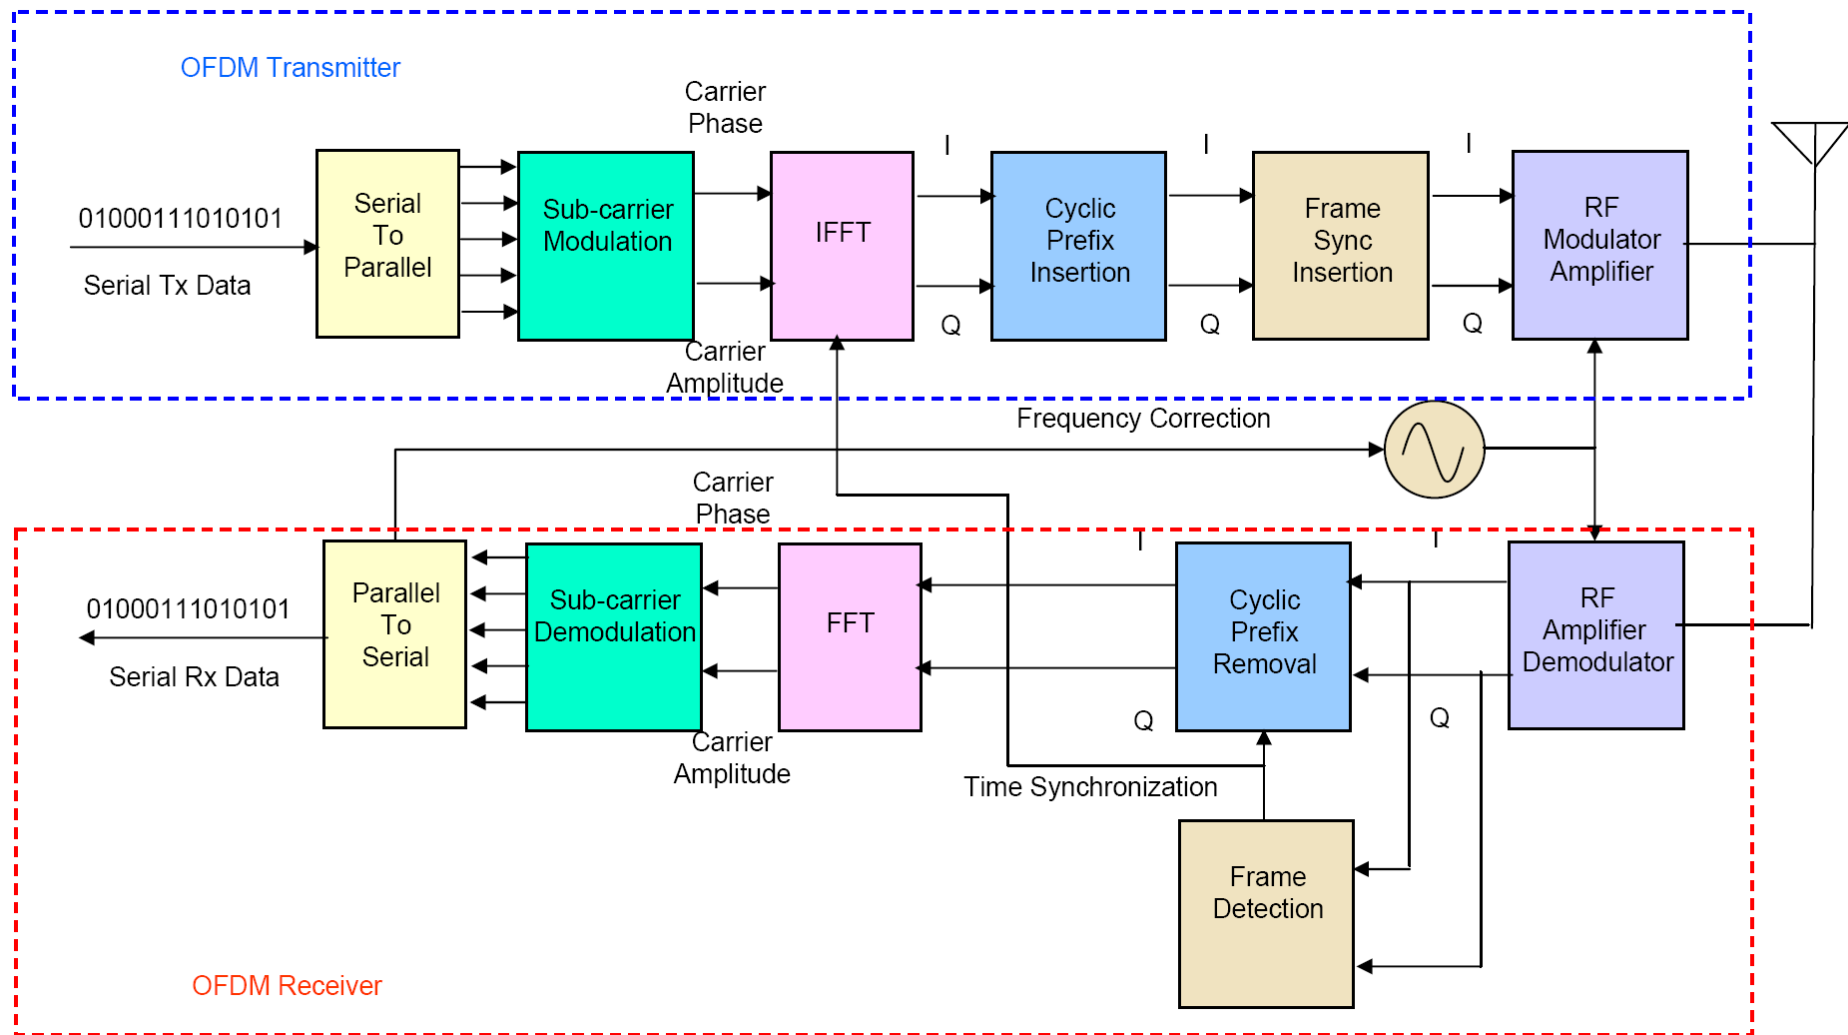 OFDM Transmitter
Carrier
Phase
I
I
I
01000111010101
Serial Tx Data
Serial
To
Parallel
Sub-carrier
Modulation
IFFT
Cyclic
Prefix
Insertion
Frame
Sync
Insertion
RF
Modulator
Amplifier
Q
Q
Q
Carrier
Amplitude
Frequency Correction
Carrier
Phase
I
I
01000111010101
Serial Rx Data
Parallel
To
Serial
Sub-carrier
Demodulation
FFT
Cyclic
Prefix
Removal
RF
Amplifier
Demodulator
Q
Q
Carrier
Amplitude
Time Synchronization
Frame
Detection
OFDM Receiver